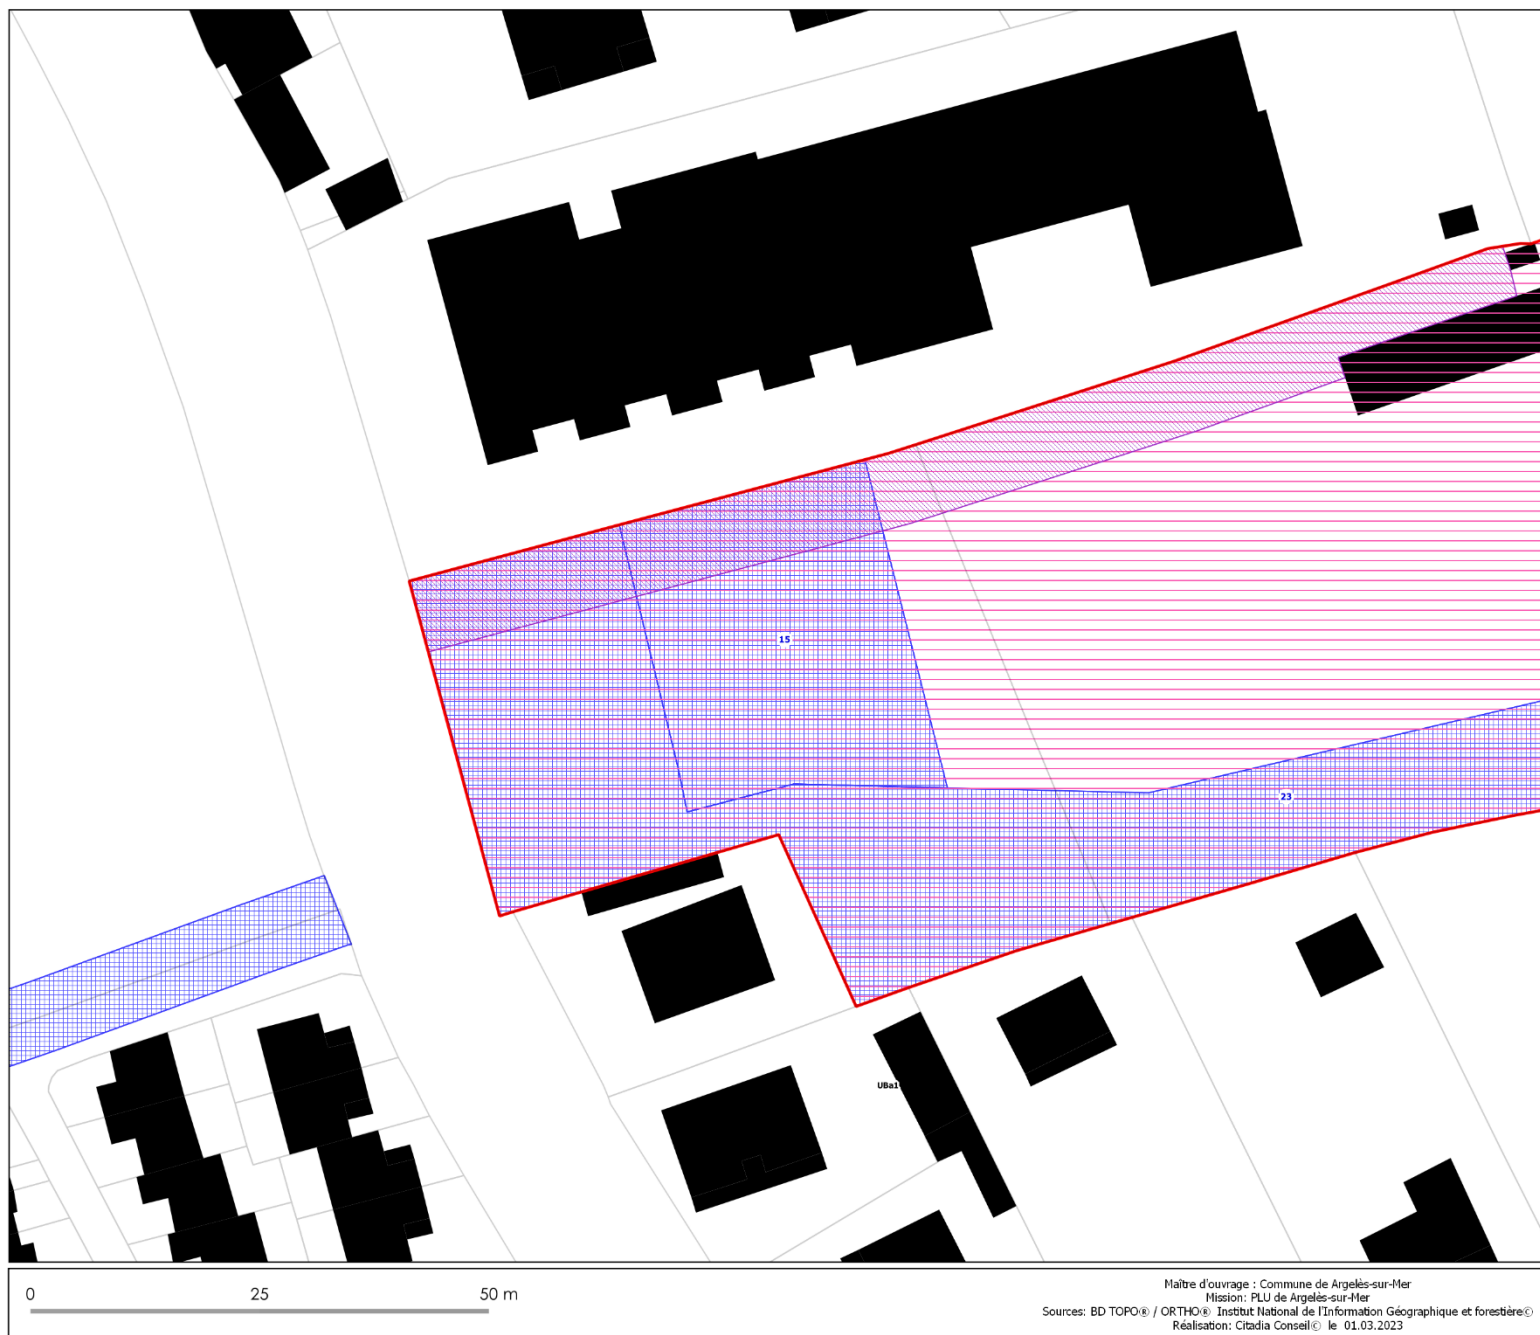 15
23
UBa1
0 25 50 m
Maître d'ouvrage : Commune de Argelès-sur-Mer
Mission: PLU de Argelès-sur-Mer
Sources: BD TOPO® / ORTHO® Institut National de l'Information Géographique et forestière©
Réalisation: Citadia Conseil© le 01.03.2023